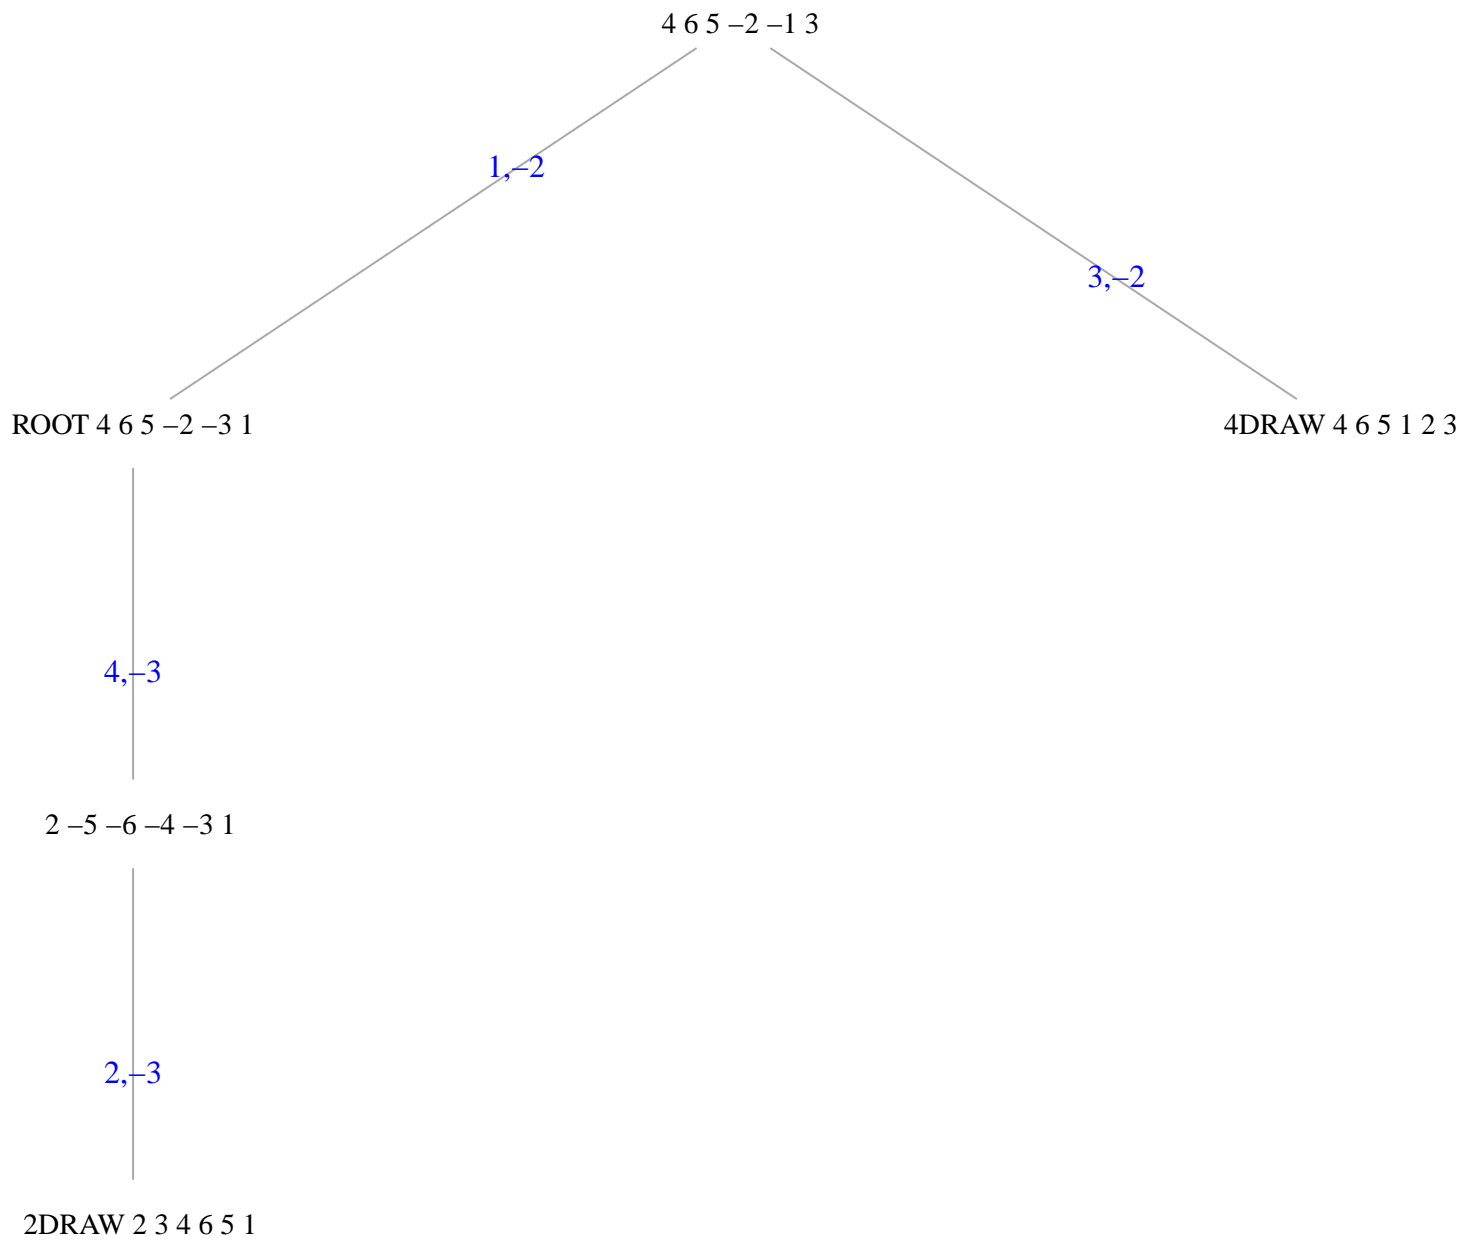 4 6 5 –2 –1 3
1,–2
3,–2
ROOT 4 6 5 –2 –3 1
4DRAW 4 6 5 1 2 3
4,–3
2 –5 –6 –4 –3 1
2,–3
2DRAW 2 3 4 6 5 1